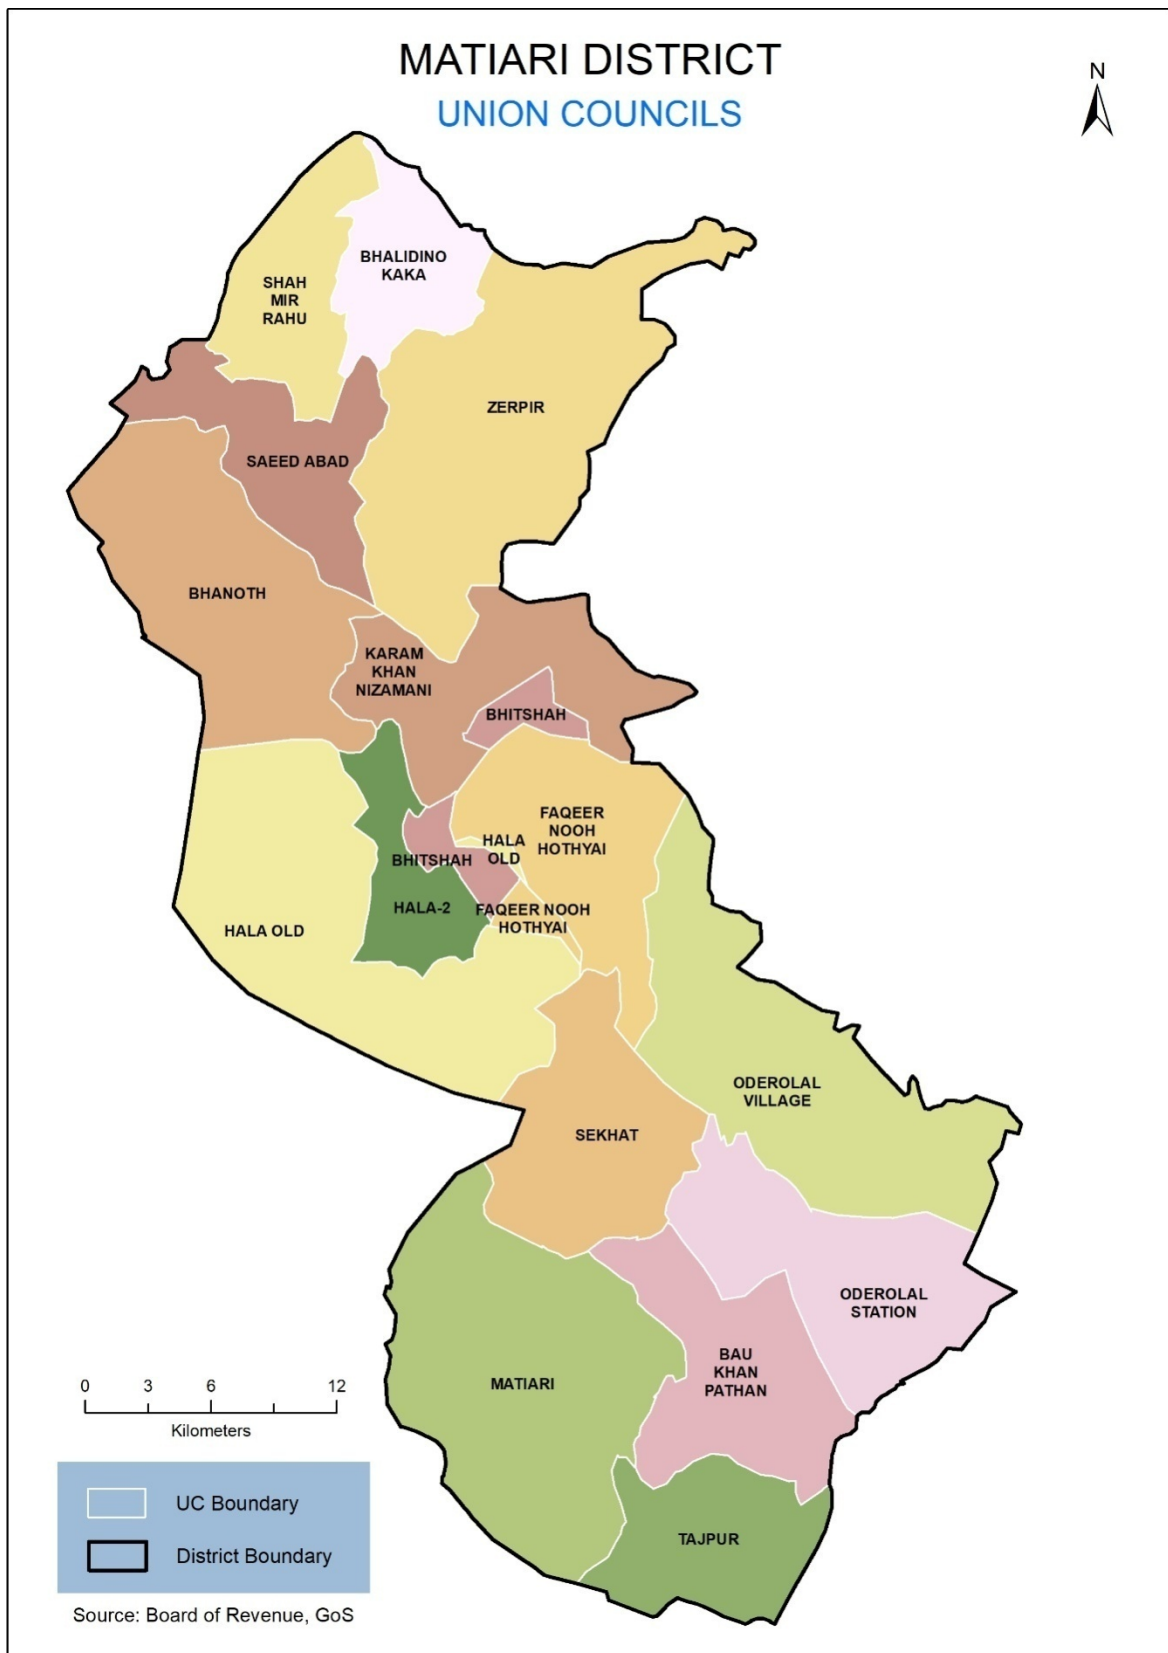 MATIARI DISTRICT
UNION COUNCILS
N
BHALIDINO
KAKA
SHAH
MIR
RAHU
ZERPIR
SAEED ABAD
BHANOTH
KARAM
KHAN
NIZAMANI
BHITSHAH
FAQEER
NOOH
HOTHYAI
HALA
OLD
BHITSHAH
HALA-2
FAQEER NOOH
HOTHYAI
HALA OLD
ODEROLAL
VILLAGE
SEKHAT
ODEROLAL
STATION
BAU
KHAN
PATHAN
MATIARI
TAJPUR
0 3 6 12
Kilometers
UC Boundary
District Boundary
Source: Board of Revenue, GoS